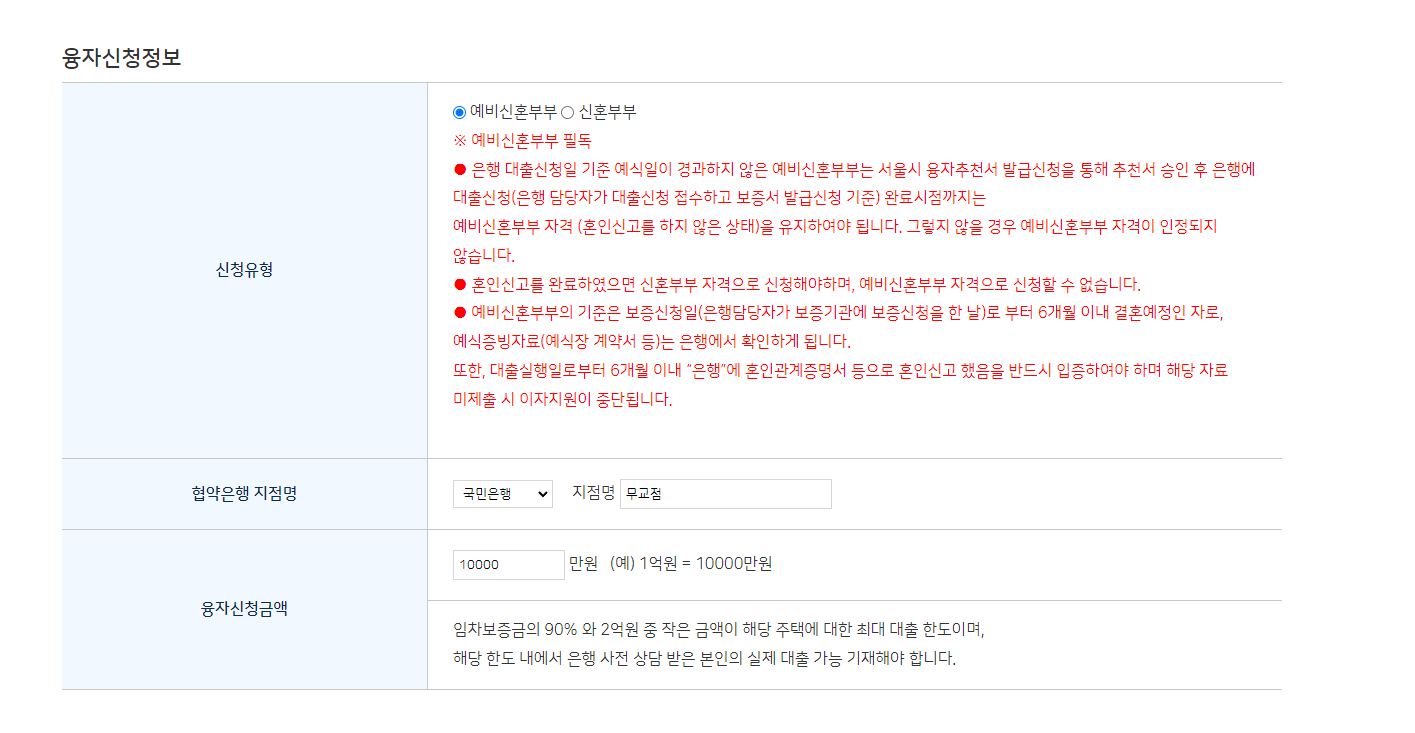 융자신청정보
신청유형
예비신혼부부 신혼부부
※ 예비신혼부부 필독
● 은행 대출신청일 기준 예식일이 경과하지 않은 예비신혼부부는 서울시 융자추천서 발급신청을 통해 추천서 승인 후 은행에
대출신청(은행 담당자가 대출신청 접수하고 보증서 발급신청 기준) 완료시점까지는
예비신혼부부 자격 (혼인신고를 하지 않은 상태)을 유지하여야 됩니다. 그렇지 않을 경우 예비신혼부부 자격이 인정되지
않습니다.
● 혼인신고를 완료하였으면 신혼부부 자격으로 신청해야하며, 예비신혼부부 자격으로 신청할 수 없습니다.
● 예비신혼부부의 기준은 보증신청일(은행담당자가 보증기관에 보증신청을 한 날)로 부터 6개월 이내 결혼예정인 자로,
예식증빙자료(예식장 계약서 등)는 은행에서 확인하게 됩니다.
또한, 대출실행일로부터 6개월 이내 “은행”에 혼인관계증명서 등으로 혼인신고 했음을 반드시 입증하여야 하며 해당 자료
미제출 시 이자지원이 중단됩니다.
협약은행 지점명
국민은행 지점명 무교점
융자신청금액
10000 만원 (예) 1억원 = 10000만원
임차보증금의 90% 와 2억원 중 작은 금액이 해당 주택에 대한 최대 대출 한도이며,
해당 한도 내에서 은행 사전 상담 받은 본인의 실제 대출 가능 기재해야 합니다.